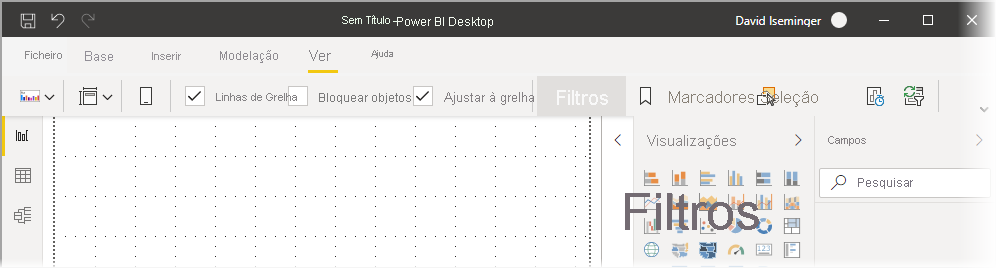 Sem Título -Power BI Desktop David Iseminger
Ficheiro Base Inserir Modelação Ver Ajuda
Linhas de Grelha Bloquear objetos Ajustar à grelha Filtros Marcadores Seleção
Visualizações Campos
Pesquisar
Filtros
123